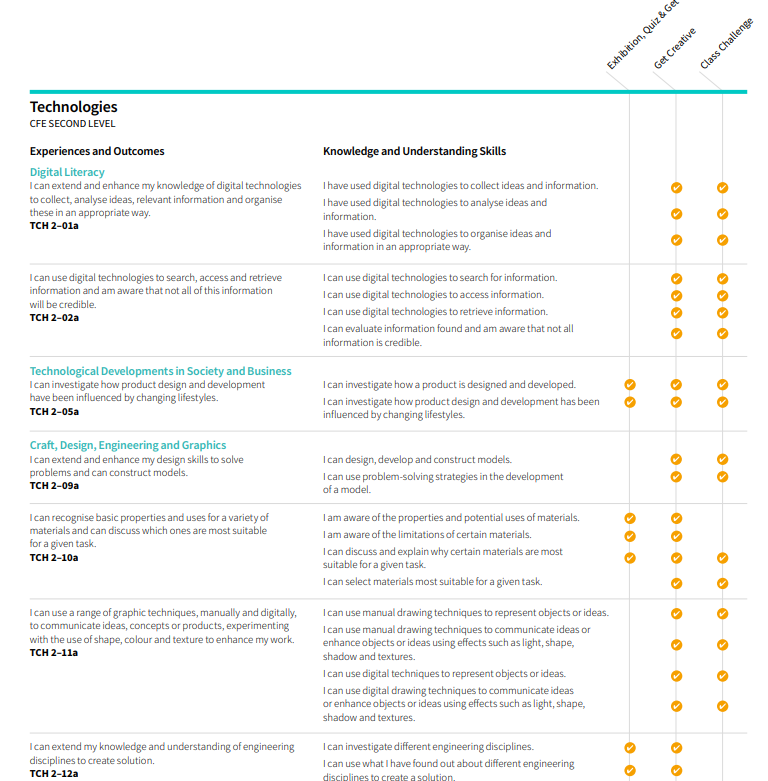 Exhibition, Quiz & Get
Get Creative
Class Challenge
Technologies
CFE SECOND LEVEL
Experiences and Outcomes
Knowledge and Understanding Skills
Digital Literacy
I can extend and enhance my knowledge of digital technologies
to collect, analyse ideas, relevant information and organise
these in an appropriate way.
TCH 2–01a
I have used digital technologies to collect ideas and information.
I have used digital technologies to analyse ideas and
information.
I have used digital technologies to organise ideas and
information in an appropriate way.
I can use digital technologies to search, access and retrieve
information and am aware that not all of this information
will be credible.
TCH 2–02a
I can use digital technologies to search for information.
I can use digital technologies to access information.
I can use digital technologies to retrieve information.
I can evaluate information found and am aware that not all
information is credible.
Technological Developments in Society and Business
I can investigate how product design and development
have been influenced by changing lifestyles.
TCH 2–05a
I can investigate how a product is designed and developed.
I can investigate how product design and development has been
influenced by changing lifestyles.
Craft, Design, Engineering and Graphics
I can extend and enhance my design skills to solve
problems and can construct models.
TCH 2–09a
I can design, develop and construct models.
I can use problem-solving strategies in the development
of a model.
I can recognise basic properties and uses for a variety of
materials and can discuss which ones are most suitable
for a given task.
TCH 2–10a
I am aware of the properties and potential uses of materials.
I am aware of the limitations of certain materials.
I can discuss and explain why certain materials are most
suitable for a given task.
I can select materials most suitable for a given task.
I can use a range of graphic techniques, manually and digitally,
to communicate ideas, concepts or products, experimenting
with the use of shape, colour and texture to enhance my work.
TCH 2–11a
I can use manual drawing techniques to represent objects or ideas.
I can use manual drawing techniques to communicate ideas or
enhance objects or ideas using effects such as light, shape,
shadow and textures.
I can use digital techniques to represent objects or ideas.
I can use digital drawing techniques to communicate ideas
or enhance objects or ideas using effects such as light, shape,
shadow and textures.
I can extend my knowledge and understanding of engineering
disciplines to create solution.
TCH 2–12a
I can investigate different engineering disciplines.
I can use what I have found out about different engineering
disciplines to create a solution.